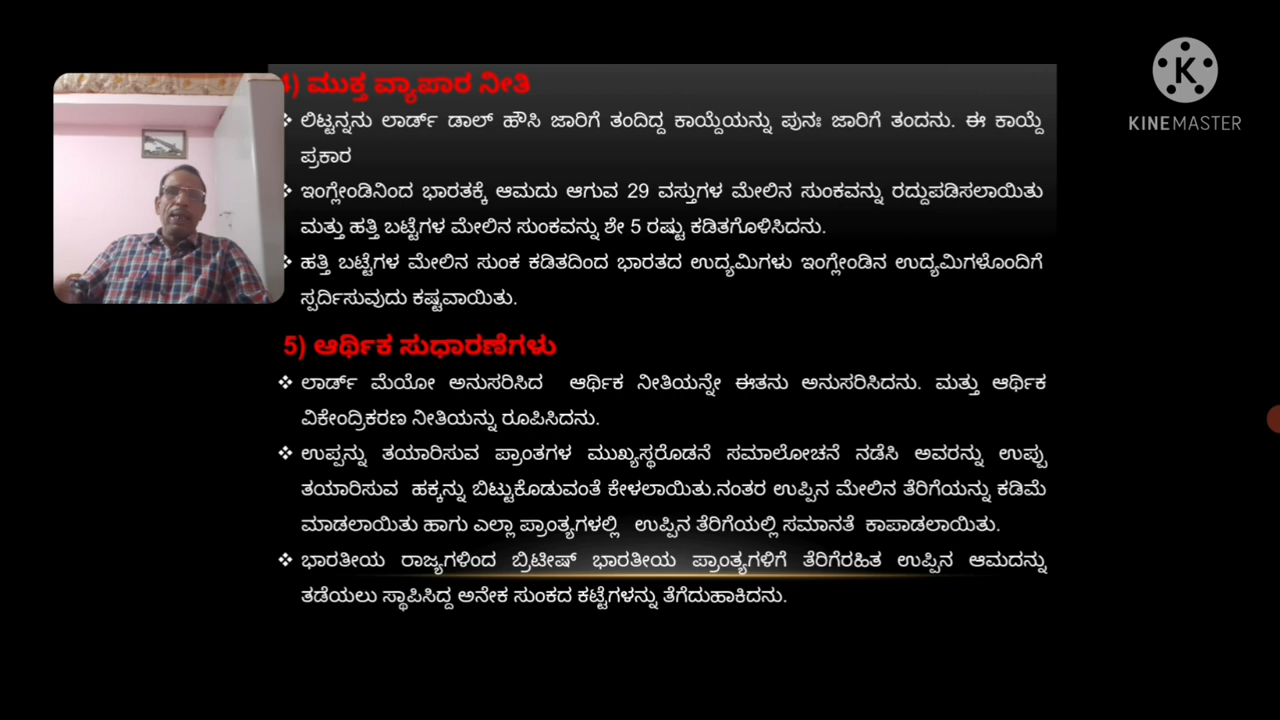 4) ಮುಕ್ತ ವ್ಯಾಪಾರ ನೀತಿ
ಲಿಟ್ಟನ್ನನು ಲಾರ್ಡ್ ಡಾಲ್ ಹೌಸಿ ಜಾರಿಗೆ ತಂದಿದ್ದ ಕಾಯ್ದೆಯನ್ನು ಪುನಃ ಜಾರಿಗೆ ತಂದನು. ಈ ಕಾಯ್ದೆ
ಪ್ರಕಾರ
ಇಂಗ್ಲೇಂಡಿನಿಂದ ಭಾರತಕ್ಕೆ ಆಮದು ಆಗುವ 29 ವಸ್ತುಗಳ ಮೇಲಿನ ಸುಂಕವನ್ನು ರದ್ದುಪಡಿಸಲಾಯಿತು
ಮತ್ತು ಹತ್ತಿ ಬಟ್ಟೆಗಳ ಮೇಲಿನ ಸುಂಕವನ್ನು ಶೇ 5 ರಷ್ಟು ಕಡಿತಗೊಳಿಸಿದನು.
ಹತ್ತಿ ಬಟ್ಟೆಗಳ ಮೇಲಿನ ಸುಂಕ ಕಡಿತದಿಂದ ಭಾರತದ ಉದ್ಯಮಿಗಳು ಇಂಗ್ಲೇಂಡಿನ ಉದ್ಯಮಿಗಳೊಂದಿಗೆ
ಸ್ಪರ್ದಿಸುವುದು ಕಷ್ಟವಾಯಿತು.
5) ಆರ್ಥಿಕ ಸುಧಾರಣೆಗಳು
❖ ಲಾರ್ಡ್ ಮೆಯೋ ಅನುಸರಿಸಿದ ಆರ್ಥಿಕ ನೀತಿಯನ್ನೇ ಈತನು ಅನುಸರಿಸಿದನು. ಮತ್ತು ಆರ್ಥಿಕ
ವಿಕೇಂದ್ರಿಕರಣ ನೀತಿಯನ್ನು ರೂಪಿಸಿದನು.
❖ ಉಪ್ಪನ್ನು ತಯಾರಿಸುವ ಪ್ರಾಂತಗಳ ಮುಖ್ಯಸ್ಥರೊಡನೆ ಸಮಾಲೋಚನೆ ನಡೆಸಿ ಅವರನ್ನು ಉಪ್ಪು
ತಯಾರಿಸುವ ಹಕ್ಕನ್ನು ಬಿಟ್ಟುಕೊಡುವಂತೆ ಕೇಳಲಾಯಿತು.ನಂತರ ಉಪ್ಪಿನ ಮೇಲಿನ ತೆರಿಗೆಯನ್ನು ಕಡಿಮೆ
ಮಾಡಲಾಯಿತು ಹಾಗು ಎಲ್ಲಾ ಪ್ರಾಂತ್ಯಗಳಲ್ಲಿ ಉಪ್ಪಿನ ತೆರಿಗೆಯಲ್ಲಿ ಸಮಾನತೆ ಕಾಪಾಡಲಾಯಿತು.
❖ ಭಾರತೀಯ ರಾಜ್ಯಗಳಿಂದ ಬ್ರಿಟೀಷ್ ಭಾರತೀಯ ಪ್ರಾಂತ್ಯಗಳಿಗೆ ತೆರಿಗೆರಹಿತ ಉಪ್ಪಿನ ಆಮದನ್ನು
ತಡೆಯಲು ಸ್ಥಾಪಿಸಿದ್ದ ಅನೇಕ ಸುಂಕದ ಕಟ್ಟೆಗಳನ್ನು ತೆಗೆದುಹಾಕಿದನು.
K
KINEMASTER